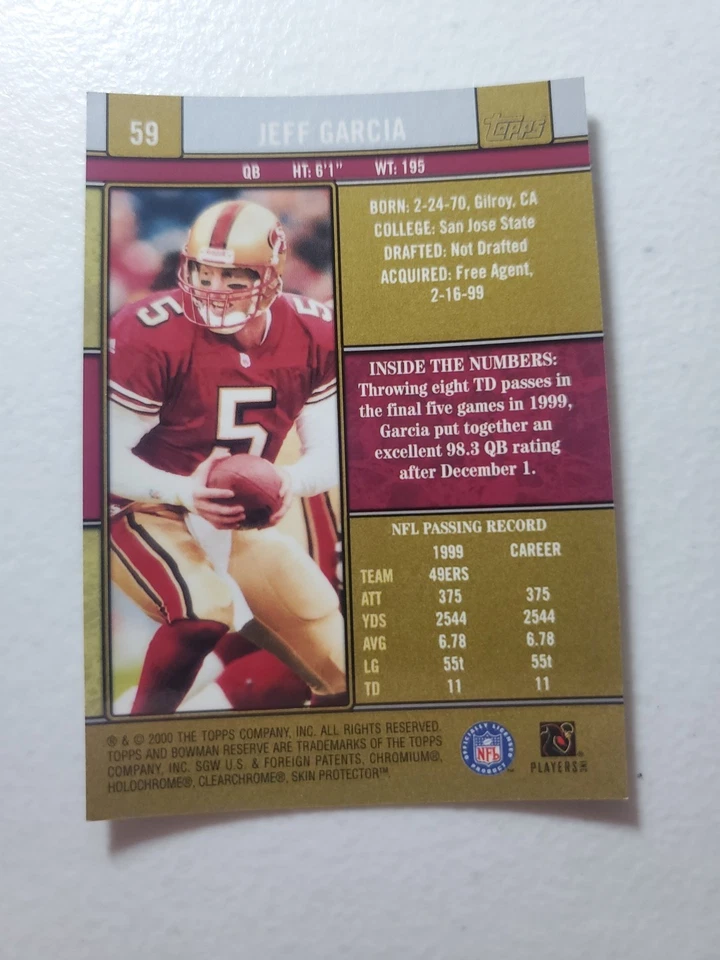 59
JEFF GARCIA
Topps
QB HT: 6'1" WT: 195
BORN: 2-24-70, Gilroy, CA
COLLEGE: San Jose State
DRAFTED: Not Drafted
ACQUIRED: Free Agent,
2-16-99
5
5
5
INSIDE THE NUMBERS:
Throwing eight TD passes in
the final five games in 1999,
Garcia put together an
excellent 98.3 QB rating
after December 1.
NFL PASSING RECORD
1999 CAREER
TEAM 49ERS
ATT 375 375
YDS 2544 2544
AVG 6.78 6.78
LG 55t 55t
TD 11 11
® & © 2000 THE TOPPS COMPANY, INC. ALL RIGHTS RESERVED.
TOPPS AND BOWMAN RESERVE ARE TRADEMARKS OF THE TOPPS
COMPANY, INC. SGW U.S. & FOREIGN PATENTS, CHROMIUM®,
HOLOCHROME®, CLEARCHROME®, SKIN PROTECTOR™.
OFFICIALLY LICENSED
NFL
PRODUCT
PLAYERS INC